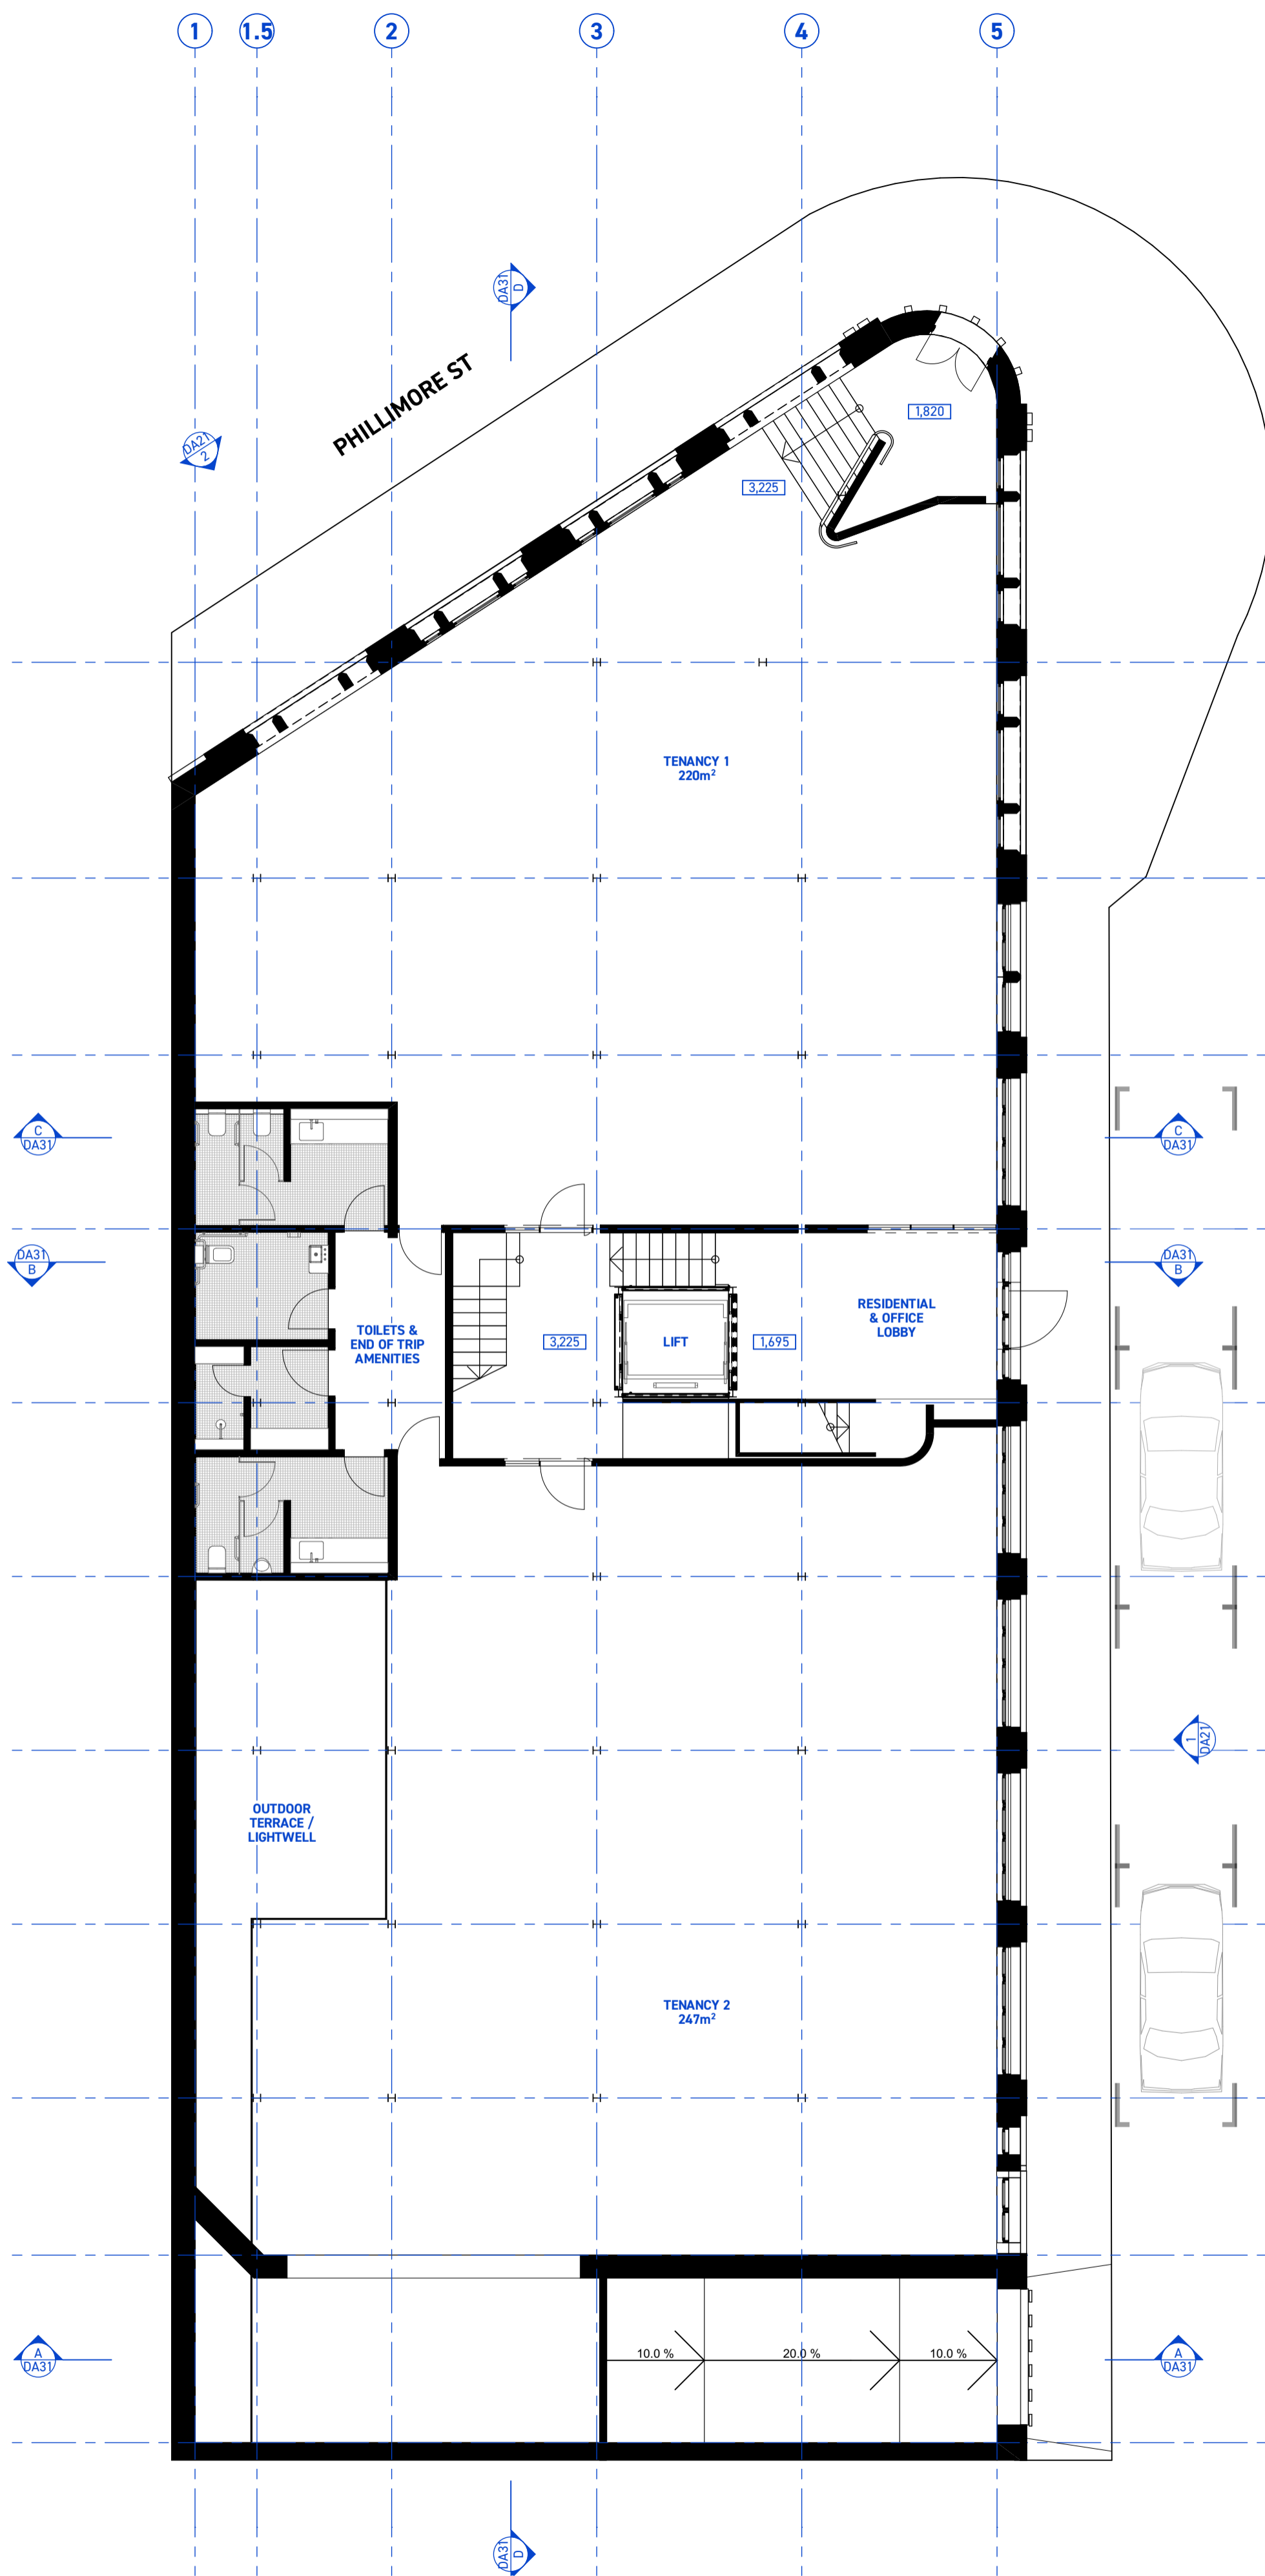 1
1.5
2
3
4
5
DA31
D
PHILLIMORE ST
DA21
2
1,820
3,225
TENANCY 1
220m²
C
DA31
C
DA31
DA31
B
DA31
B
TOILETS &
END OF TRIP
AMENITIES
3,225
LIFT
1,695
RESIDENTIAL
& OFFICE
LOBBY
1
DA21
OUTDOOR
TERRACE /
LIGHTWELL
TENANCY 2
247m²
A
DA31
10.0 %
20.0 %
10.0 %
A
DA31
DA31
D